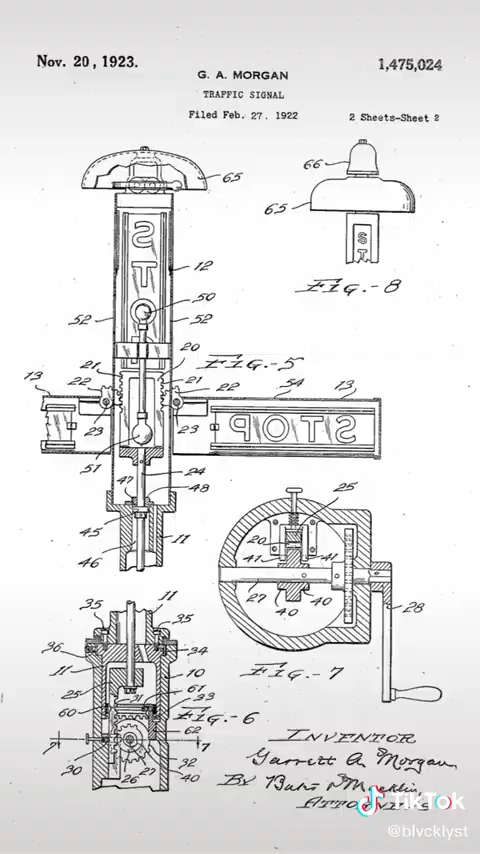 Nov. 20, 1923.
1,475,024
G. A. MORGAN
TRAFFIC SIGNAL
Filed Feb. 27, 1922
2 Sheets-Sheet 2
65
66
65
S
T
12
50
52
52
S
T
FIG.-8
20
21
21
FIG.-5
13
22
22
54
13
23
23
STOP
51
24
47
48
45
46
11
25
20
41
41
27
40
40
28
FIG.-7
35
11
35
36
34
11
10
25
31
61
60
33
FIG.-6
62
7
7
30
26
27
32
40
INVENTOR
Garrett A. Morgan,
By
ATTORNEYS
TikTok
@blvcklyst